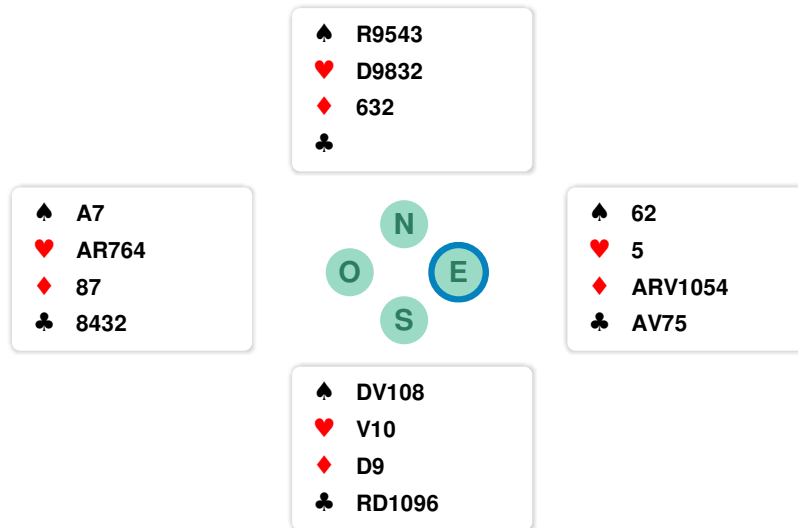 ♠ R9543
♥ D9832
♦ 632
♣
♠ A7
♥ AR764
♦ 87
♣ 8432
N
O E
S
♠ 62
♥ 5
♦ ARV1054
♣ AV75
♠ DV108
♥ V10
♦ D9
♣ RD1096